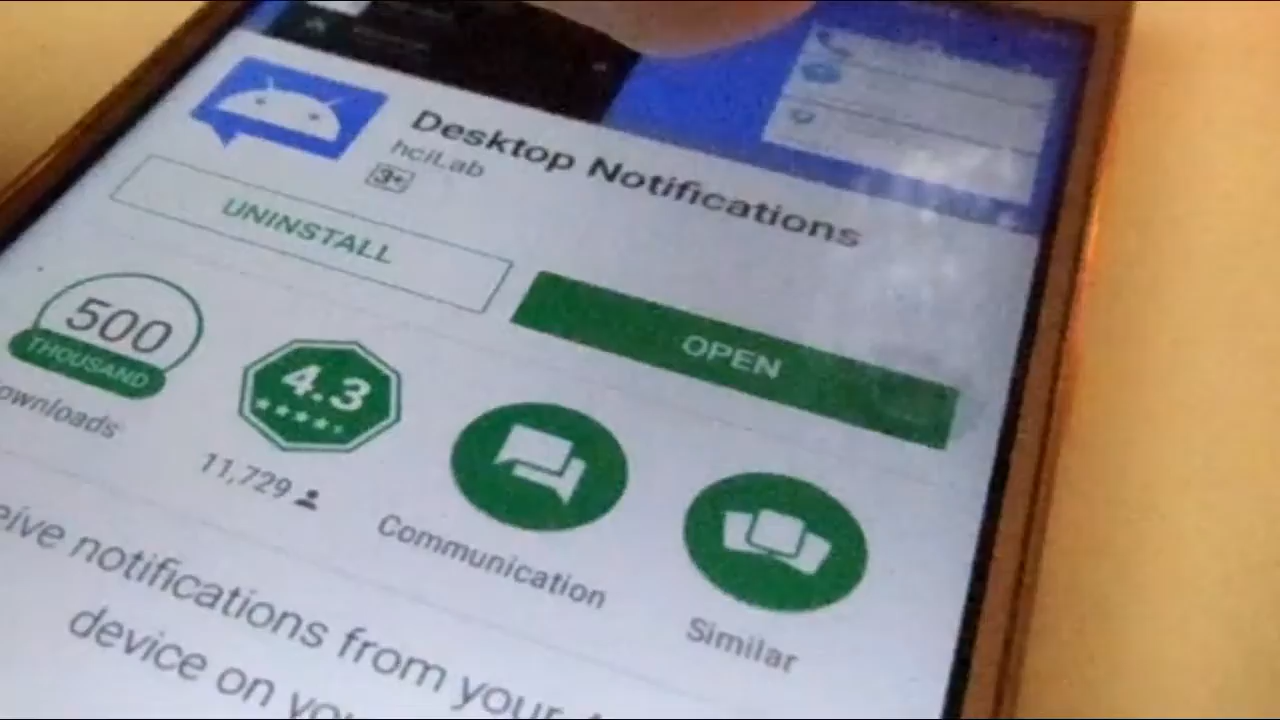 Desktop Notifications
hciLab
3+
UNINSTALL
OPEN
500
THOUSAND
ownloads
4.3
11,729
Communication
Similar
eive notifications from your
device on you